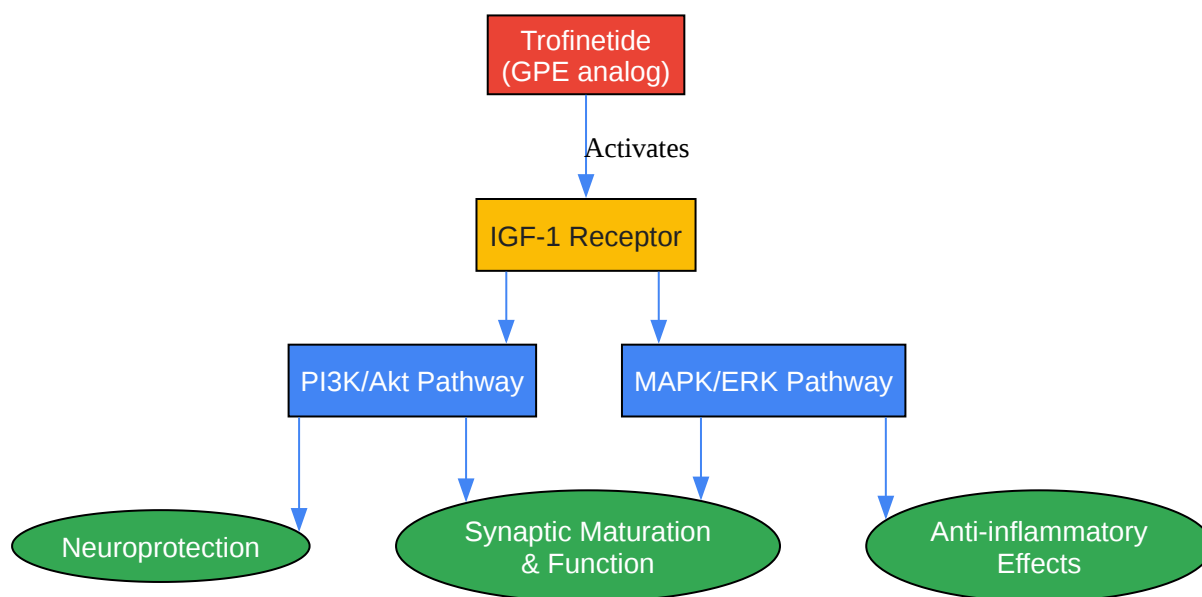 Trofinetide
(GPE analog)
Activates
IGF-1 Receptor
PI3K/Akt Pathway
MAPK/ERK Pathway
Neuroprotection
Synaptic Maturation
& Function
Anti-inflammatory
Effects